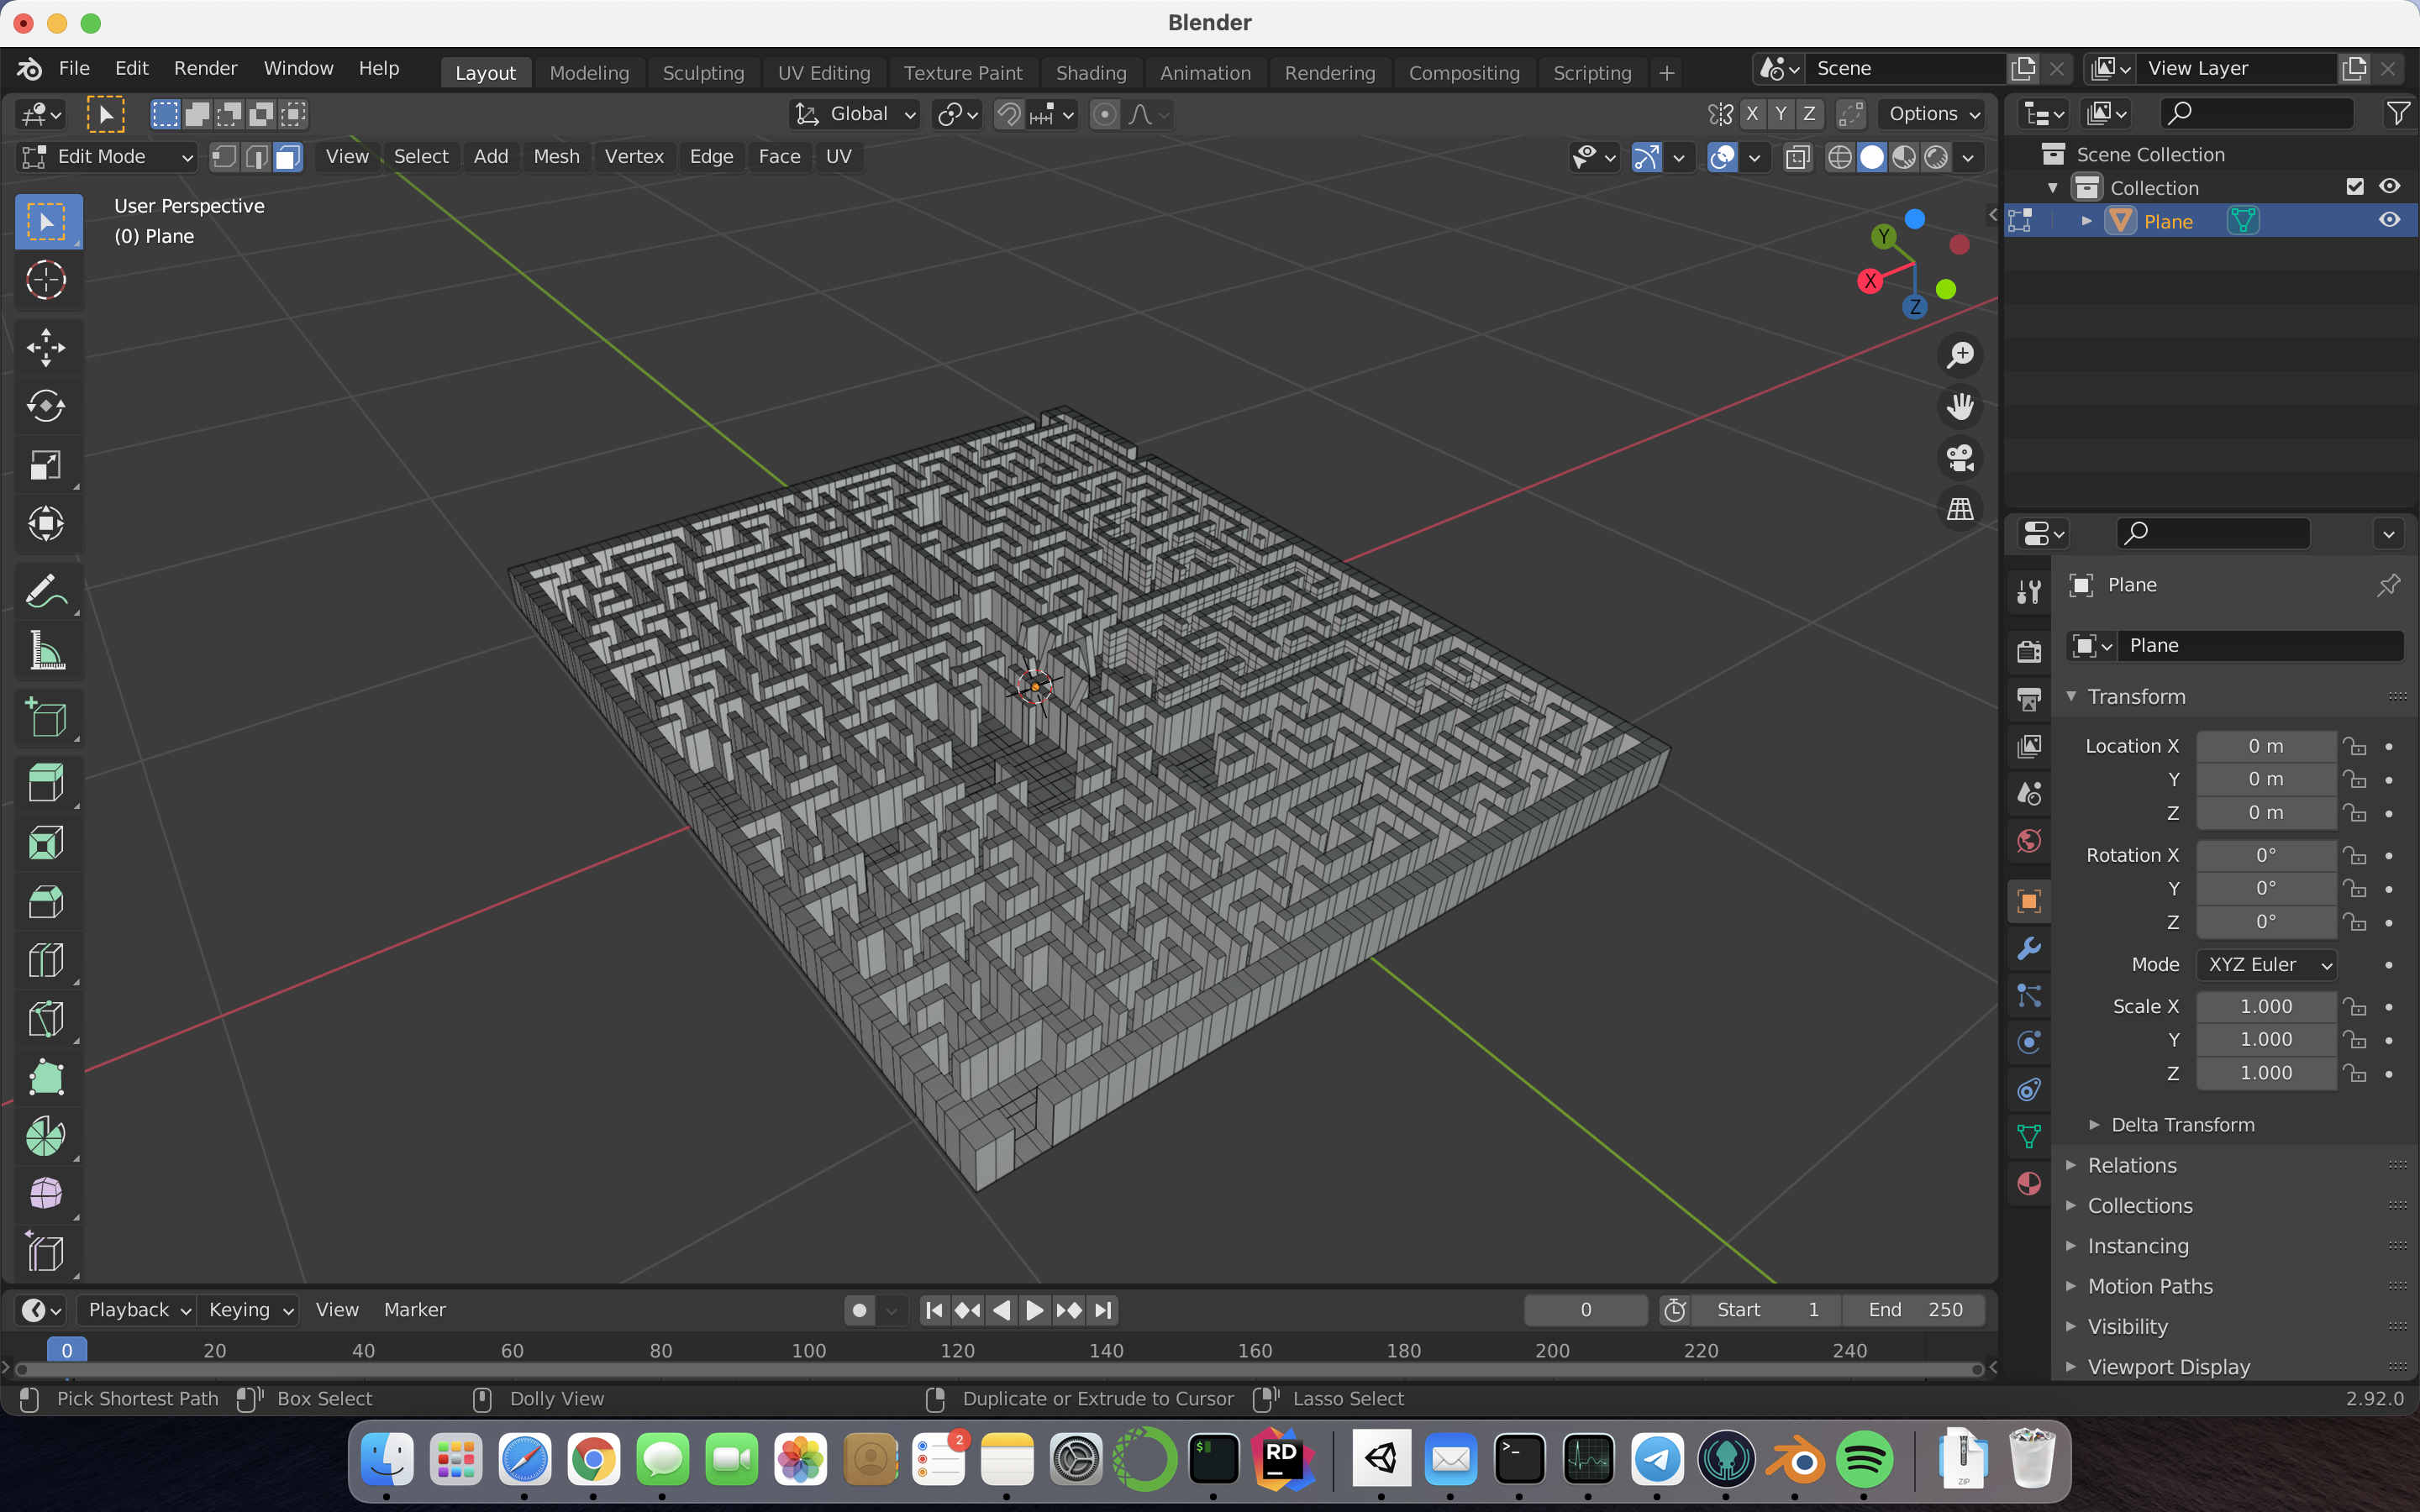 Blender
File Edit Render Window Help Layout Modeling Sculpting UV Editing Texture Paint Shading Animation Rendering Compositing Scripting + Scene View Layer
Global X Y Z Options
Edit Mode View Select Add Mesh Vertex Edge Face UV
User Perspective
(0) Plane
Y
X
Z
Scene Collection
Collection
Plane
Plane
Plane
Transform
Location X 0 m
Y 0 m
Z 0 m
Rotation X 0°
Y 0°
Z 0°
Mode XYZ Euler
Scale X 1.000
Y 1.000
Z 1.000
Delta Transform
Relations
Collections
Instancing
Motion Paths
Visibility
Viewport Display
Playback Keying View Marker 0 Start 1 End 250
0 20 40 60 80 100 120 140 160 180 200 220 240
Pick Shortest Path Box Select Dolly View Duplicate or Extrude to Cursor Lasso Select 2.92.0
2
$
RD
>_
ZIP